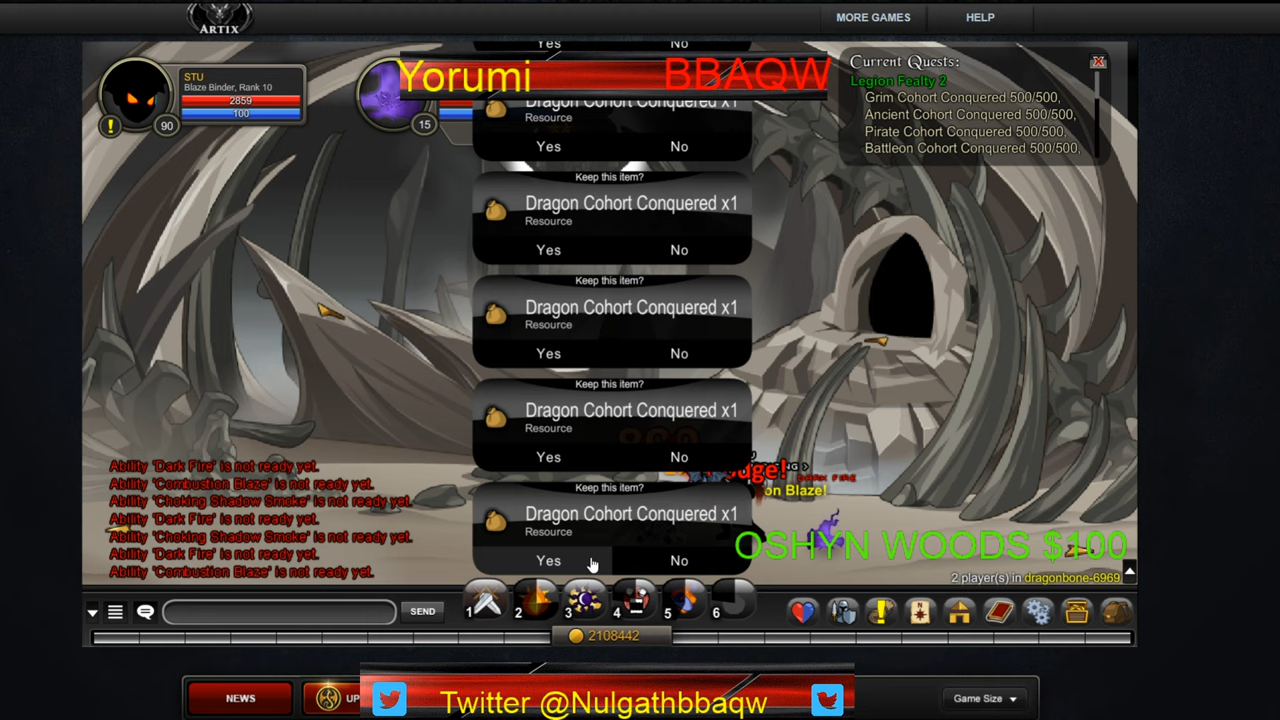 ARTIX
MORE GAMES
HELP
Yes No
Yorumi
BBAQW
STU
Blaze Binder, Rank 10
2859
100
90
15
Current Quests:
Legion Fealty 2
Grim Cohort Conquered 500/500,
Ancient Cohort Conquered 500/500,
Pirate Cohort Conquered 500/500,
Battleon Cohort Conquered 500/500,
Dragon Cohort Conquered x1
Resource
Yes No
Keep this item?
Dragon Cohort Conquered x1
Resource
Yes No
Keep this item?
Dragon Cohort Conquered x1
Resource
Yes No
Keep this item?
Dragon Cohort Conquered x1
Resource
Yes No
Keep this item?
Dragon Cohort Conquered x1
Resource
Yes No
Ability 'Dark Fire' is not ready yet.
Ability 'Combustion Blaze' is not ready yet.
Ability 'Choking Shadow Smoke' is not ready yet.
Ability 'Dark Fire' is not ready yet.
Ability 'Choking Shadow Smoke' is not ready yet.
Ability 'Dark Fire' is not ready yet.
Ability 'Combustion Blaze' is not ready yet.
on Blaze!
OSHYN WOODS $100
2 player(s) in dragonbone-6969
SEND
1 2 3 4 5 6
2108442
NEWS
UP
Twitter @Nulgathbbaqw
Game Size